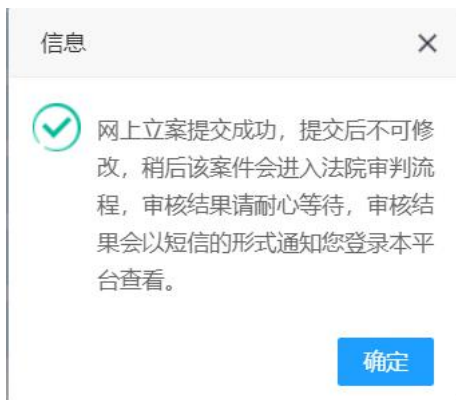 信息
网上立案提交成功，提交后不可修
改，稍后该案件会进入法院审判流
程，审核结果请耐心等待，审核结
果会以短信的形式通知您登录本平
台查看。
确定